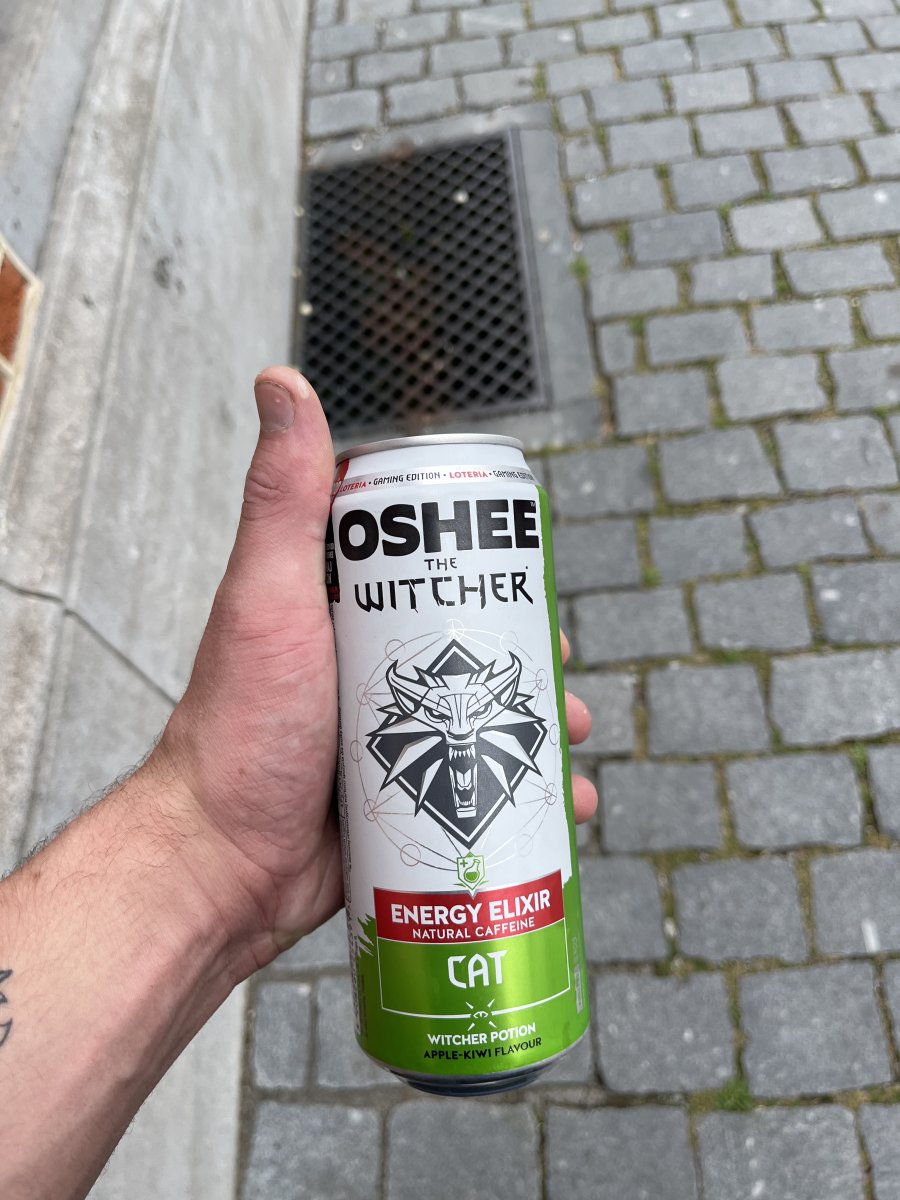 LOTERIA • GAMING EDITION • LOTERIA • GAMING EDITION
OSHEE
THE
WITCHER
ENERGY ELIXIR
NATURAL CAFFEINE
CAT
WITCHER POTION
APPLE-KIWI FLAVOUR